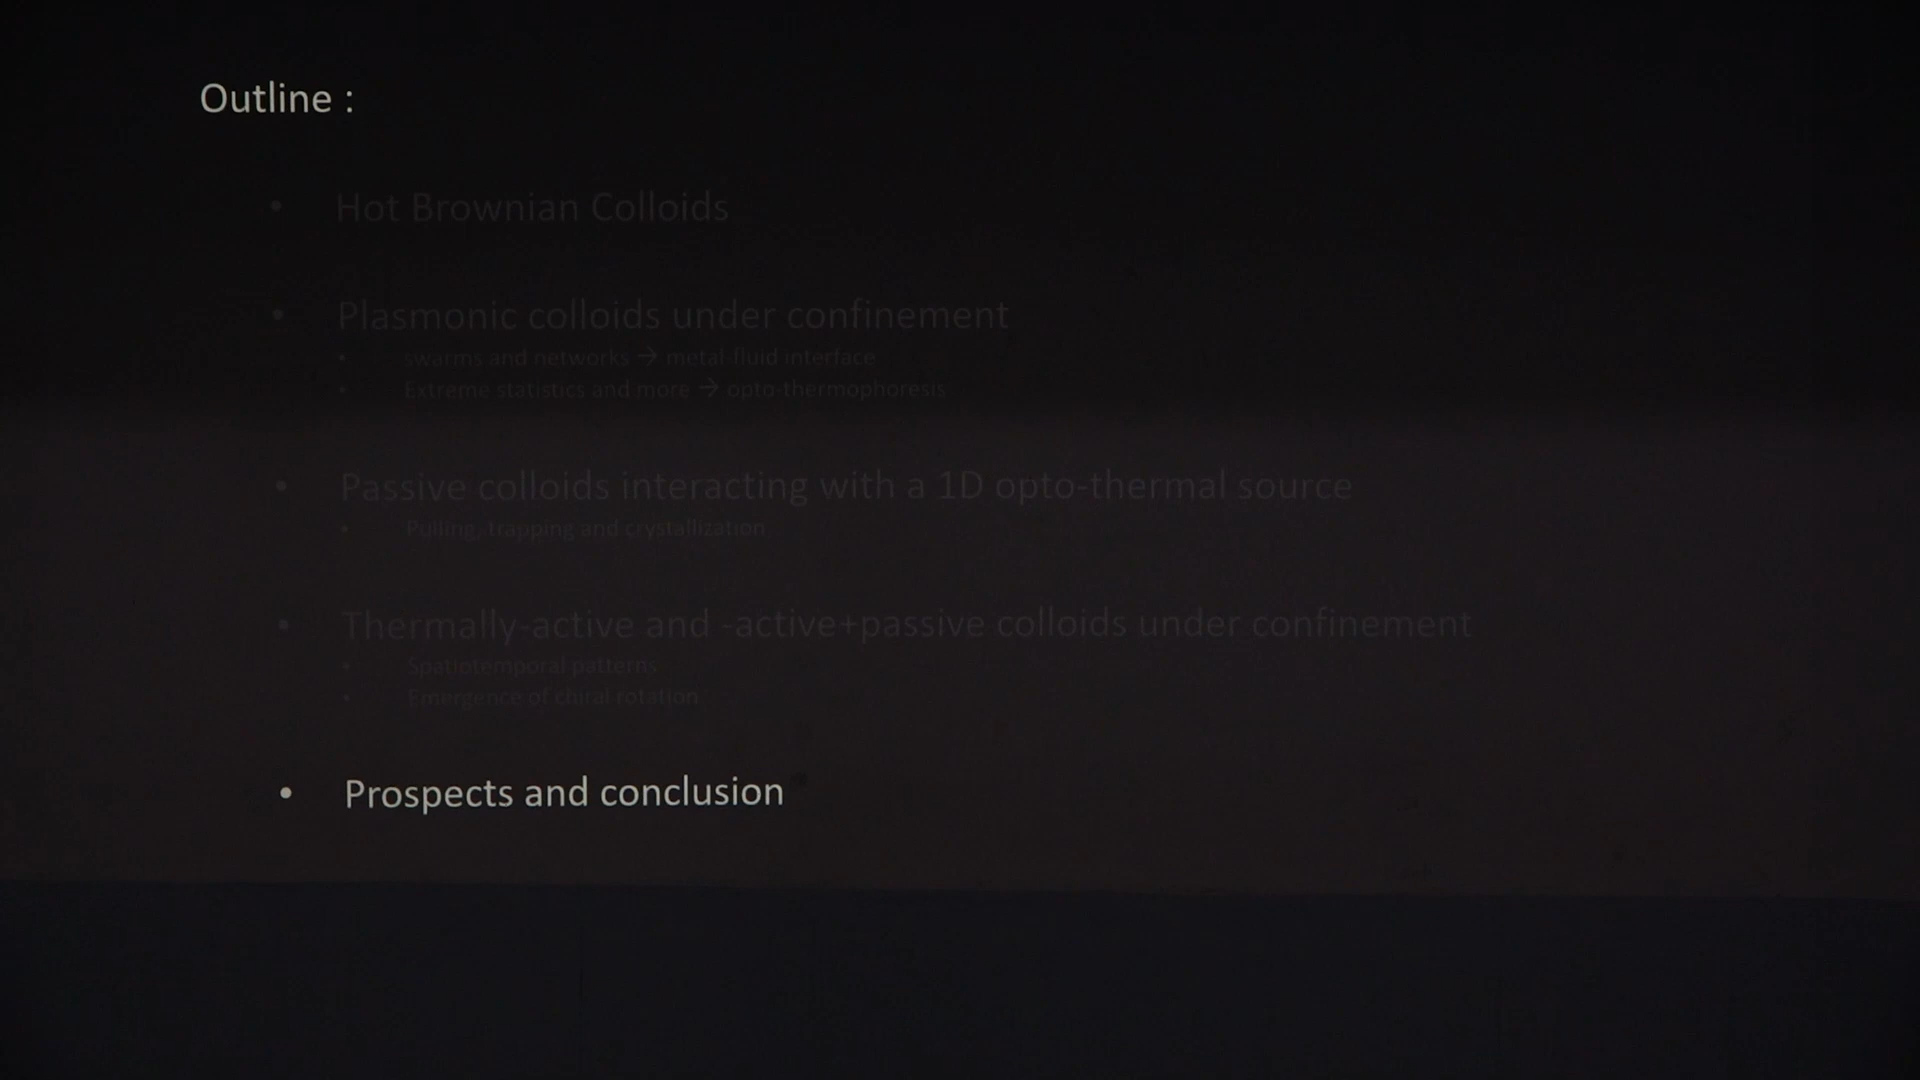 Outline :
• Hot Brownian Colloids
• Plasmonic colloids under confinement
• swarms and networks → metal-fluid interface
• Extreme statistics and more → opto-thermophoresis
• Passive colloids interacting with a 1D opto-thermal source
• Pulling, trapping and crystallization
• Thermally-active and -active+passive colloids under confinement
• Spatiotemporal patterns
• Emergence of chiral rotation
• Prospects and conclusion